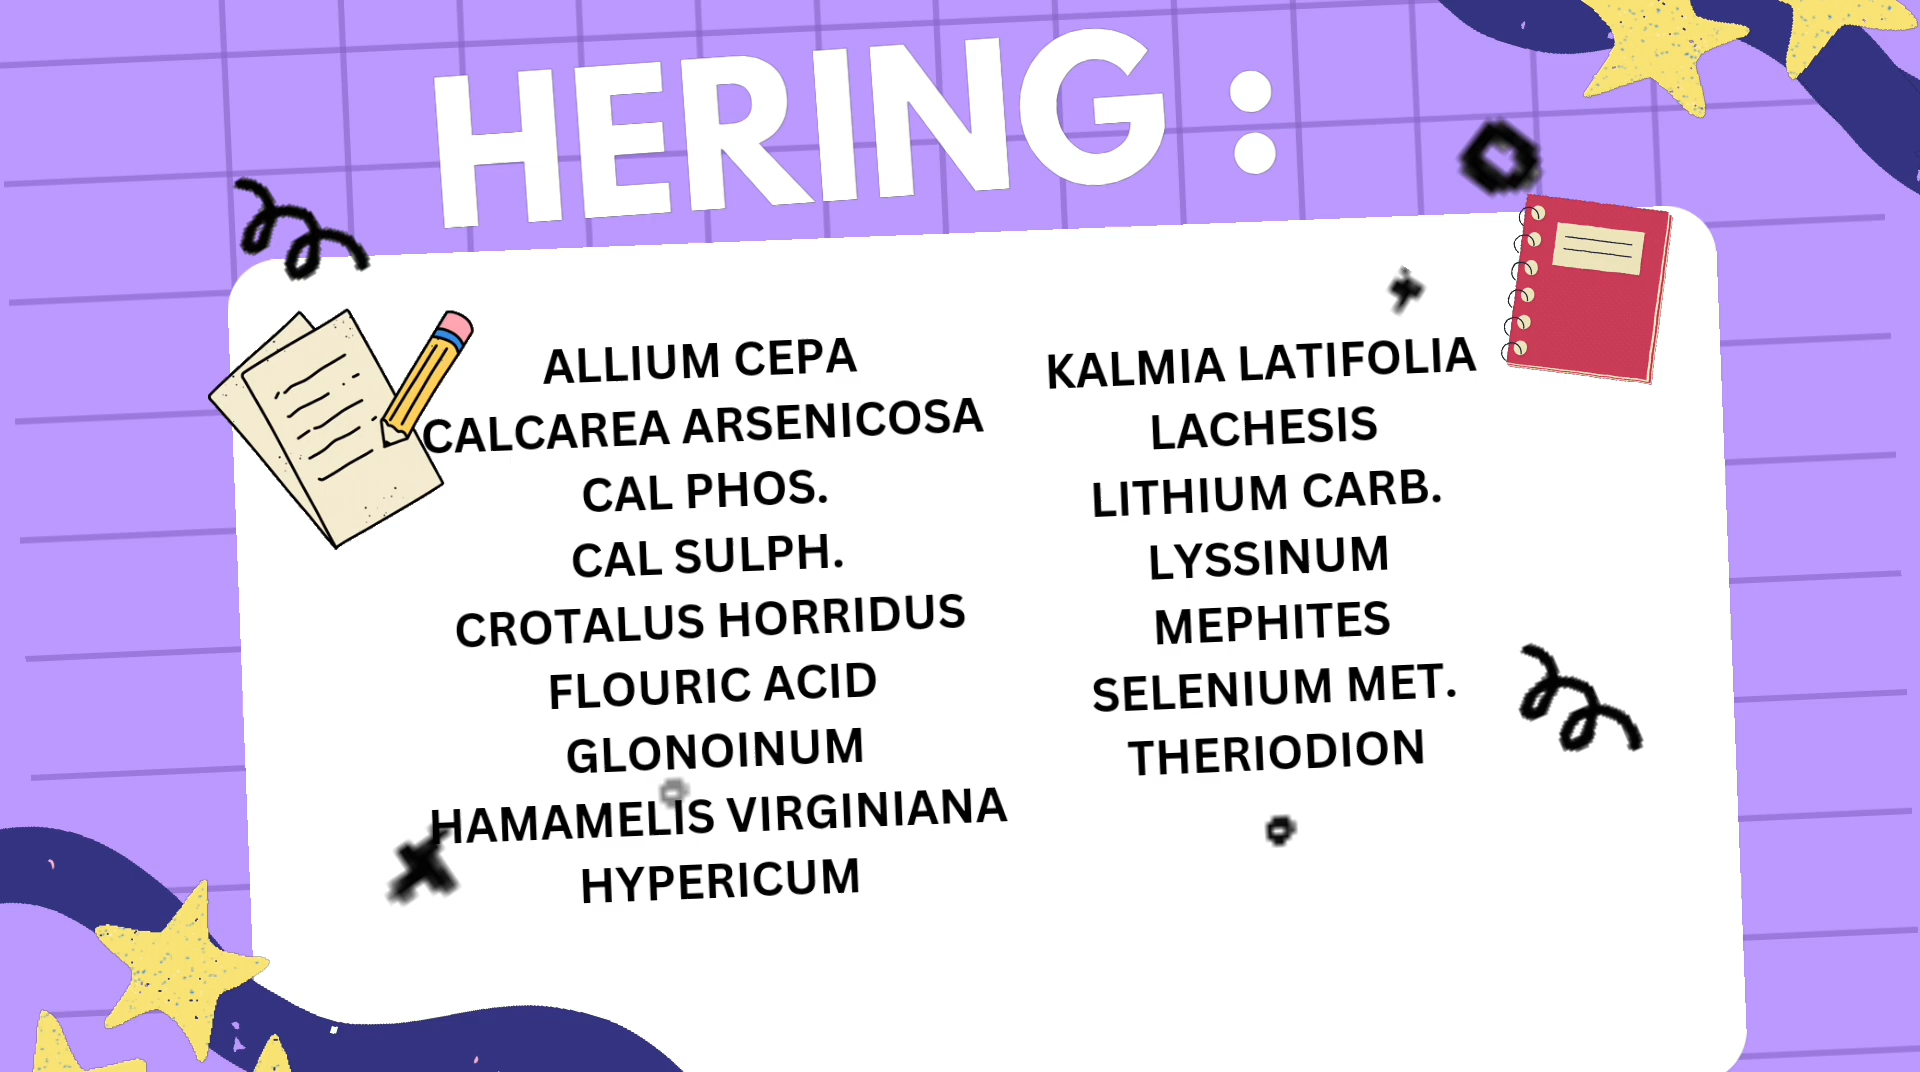 HERING :
ALLIUM CEPA
CALCAREA ARSENICOSA
CAL PHOS.
CAL SULPH.
CROTALUS HORRIDUS
FLOURIC ACID
GLONOINUM
HAMAMELIS VIRGINIANA
HYPERICUM
KALMIA LATIFOLIA
LACHESIS
LITHIUM CARB.
LYSSINUM
MEPHITES
SELENIUM MET.
THERIODION